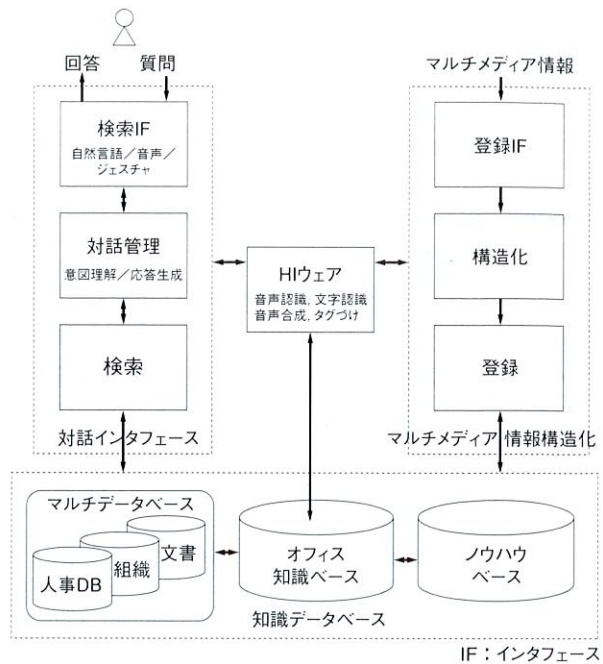 回答
質問
検索IF
自然言語／音声／
ジェスチャ
対話管理
意図理解／応答生成
検索
対話インタフェース
HIウェア
音声認識, 文字認識
音声合成, タグづけ
マルチメディア情報
登録IF
構造化
登録
マルチメディア情報構造化
マルチデータベース
人事DB
組織
文書
オフィス
知識ベース
ノウハウ
ベース
知識データベース
IF：インタフェース